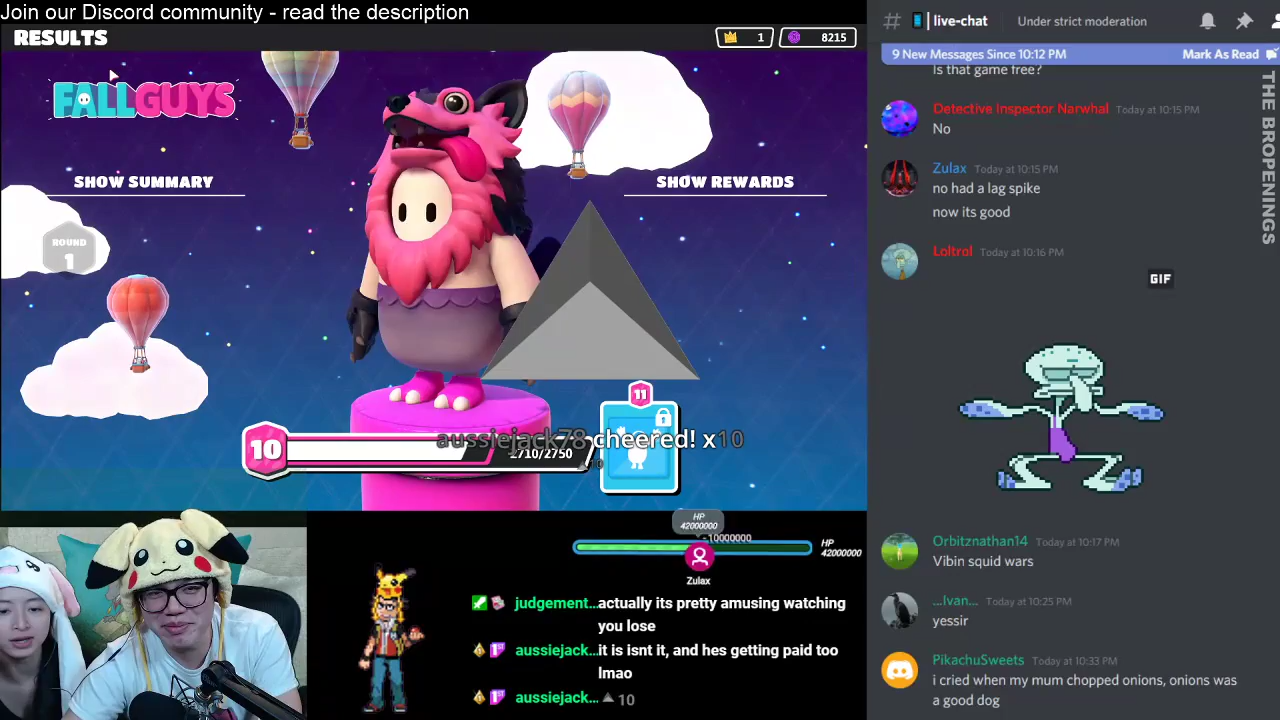 Join our Discord community - read the description
RESULTS
1
8215
FALL GUYS
SHOW SUMMARY
SHOW REWARDS
ROUND
1
11
10
2710/2750
aussiejack78 cheered! x10
10
HP
42000000
-10000000
HP
42000000
Zulax
judgement... actually its pretty amusing watching
you lose
aussiejack... it is isnt it, and hes getting paid too
lmao
aussiejack... 10
# live-chat Under strict moderation
9 New Messages Since 10:12 PM Mark As Read
Is that game free?
Detective Inspector Narwhal Today at 10:15 PM
No
Zulax Today at 10:15 PM
no had a lag spike
now its good
Loltrol Today at 10:16 PM
GIF
Orbitznathan14 Today at 10:17 PM
Vibin squid wars
...Ivan... Today at 10:25 PM
yessir
PikachuSweets Today at 10:33 PM
i cried when my mum chopped onions, onions was
a good dog
THE BROPENINGS